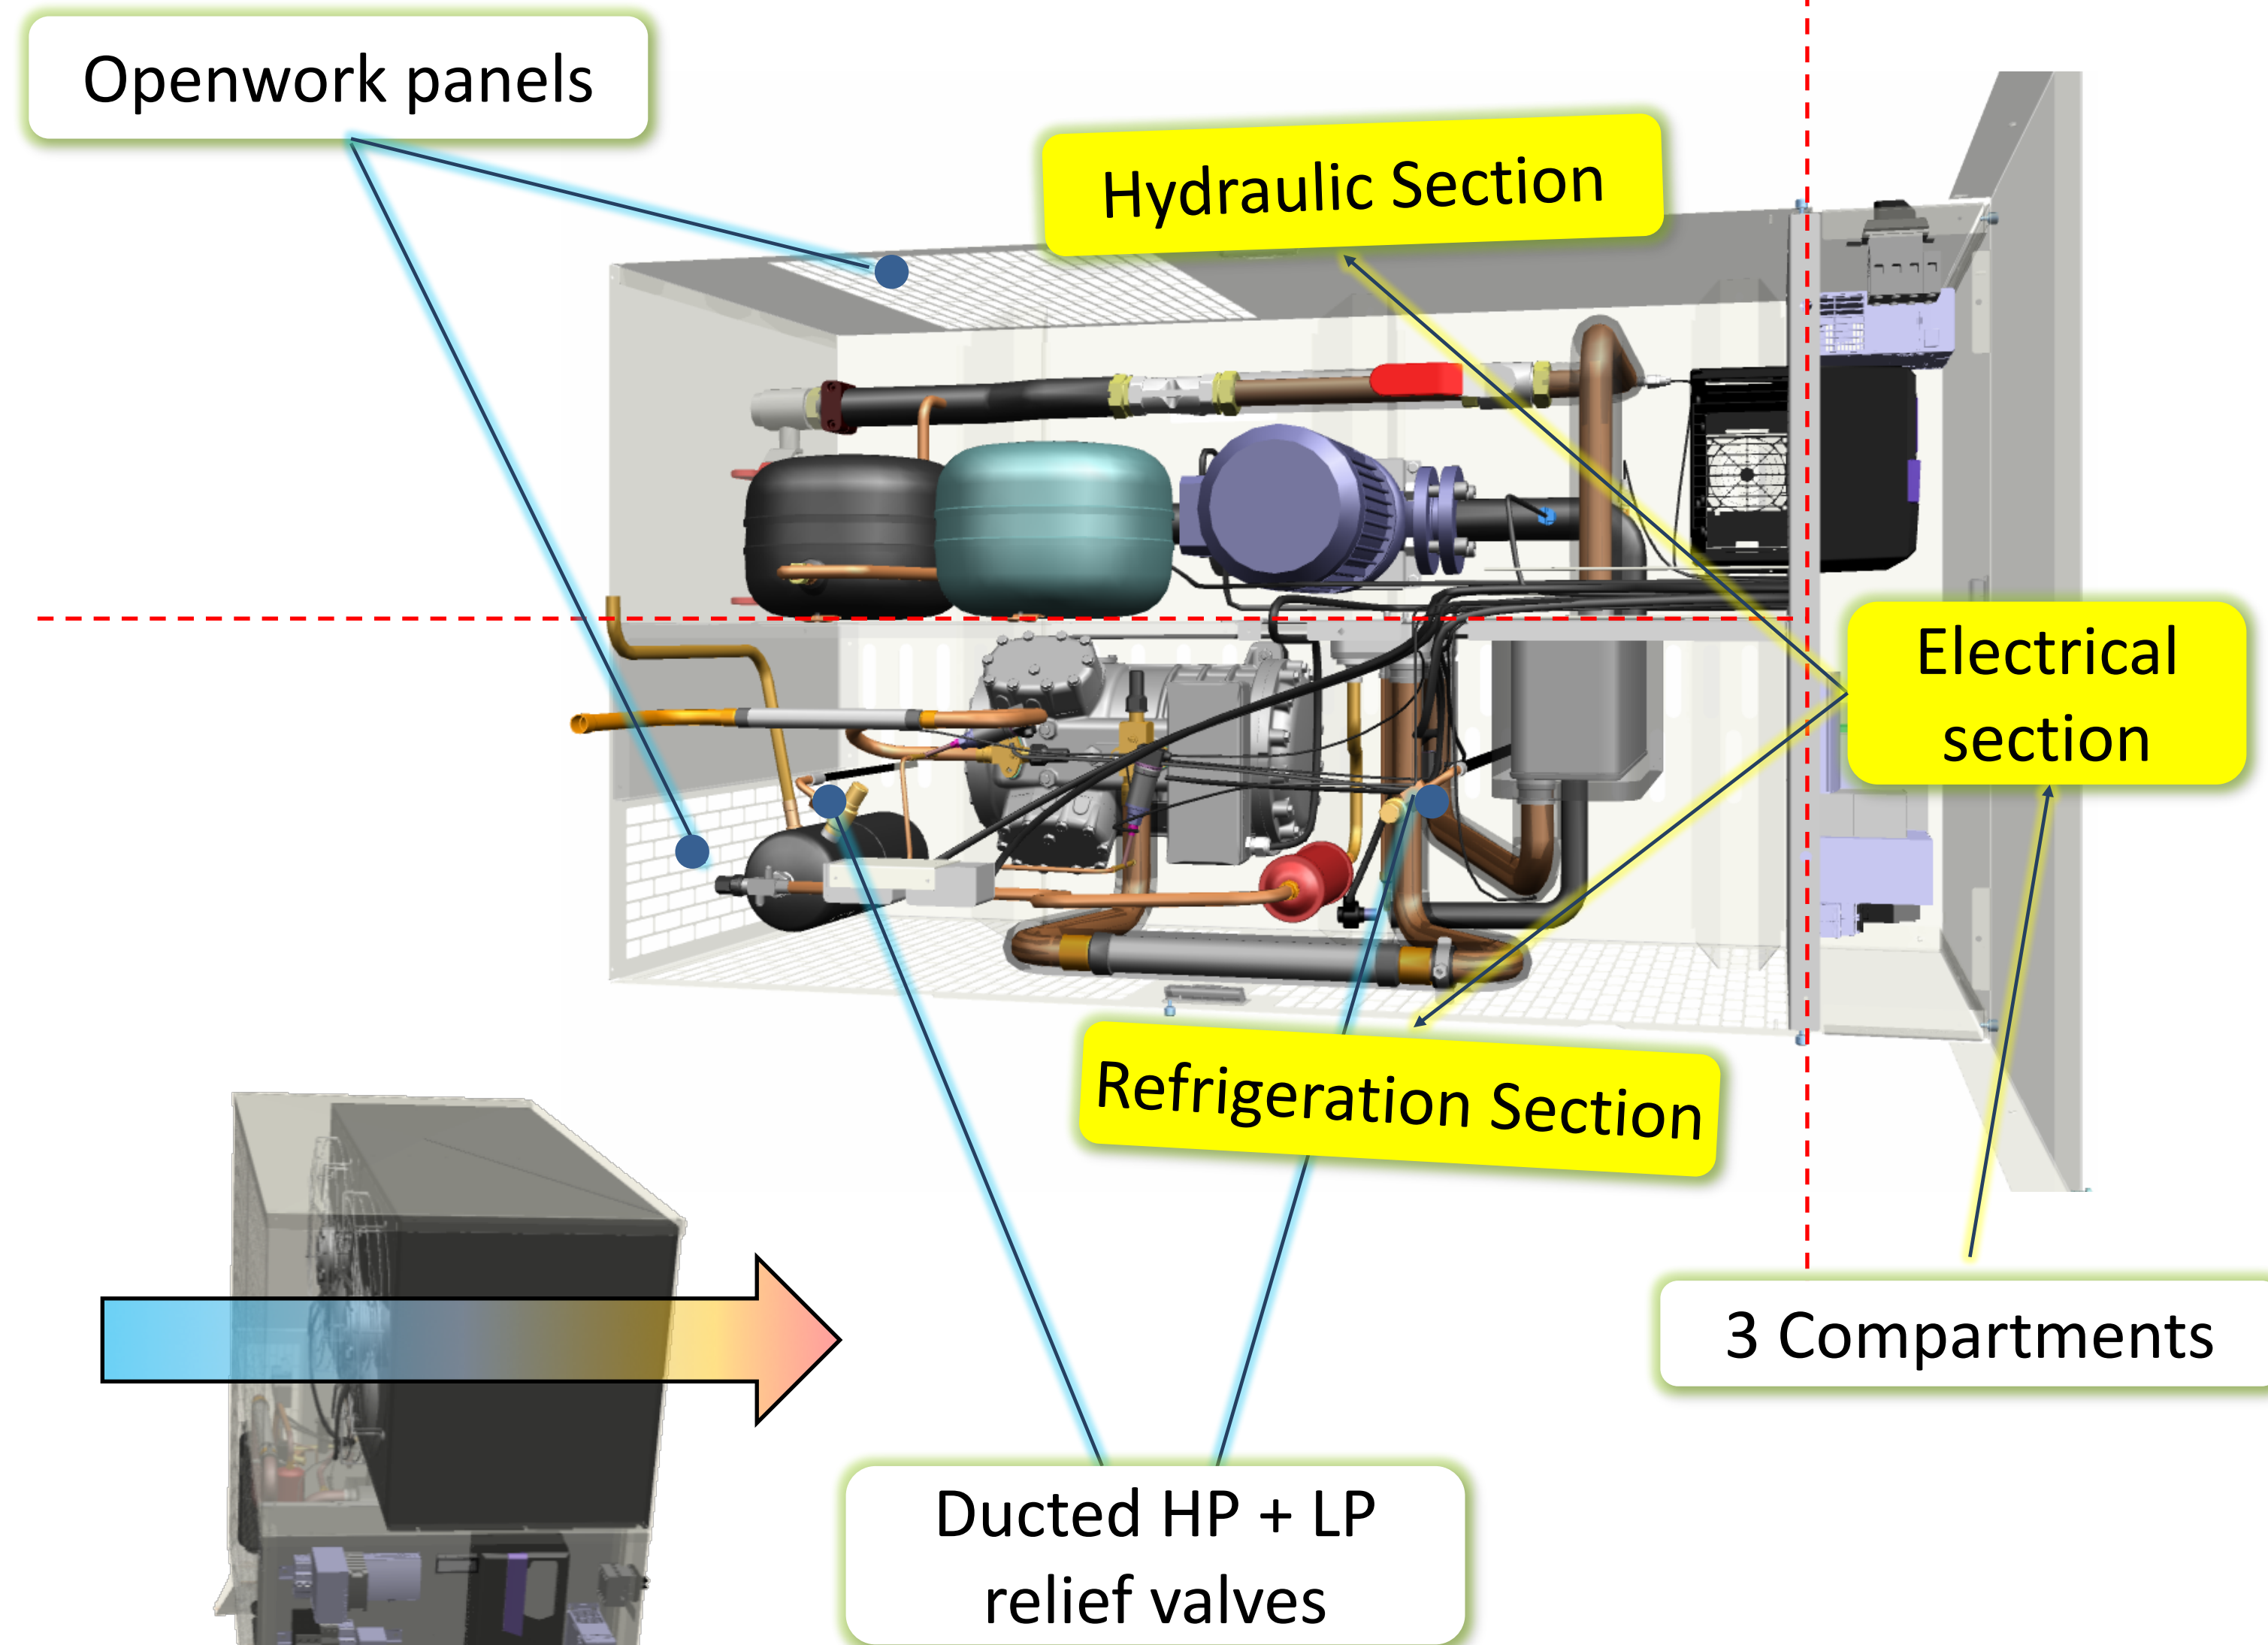 Openwork panels
Hydraulic Section
Electrical
section
Refrigeration Section
3 Compartments
Ducted HP + LP
relief valves